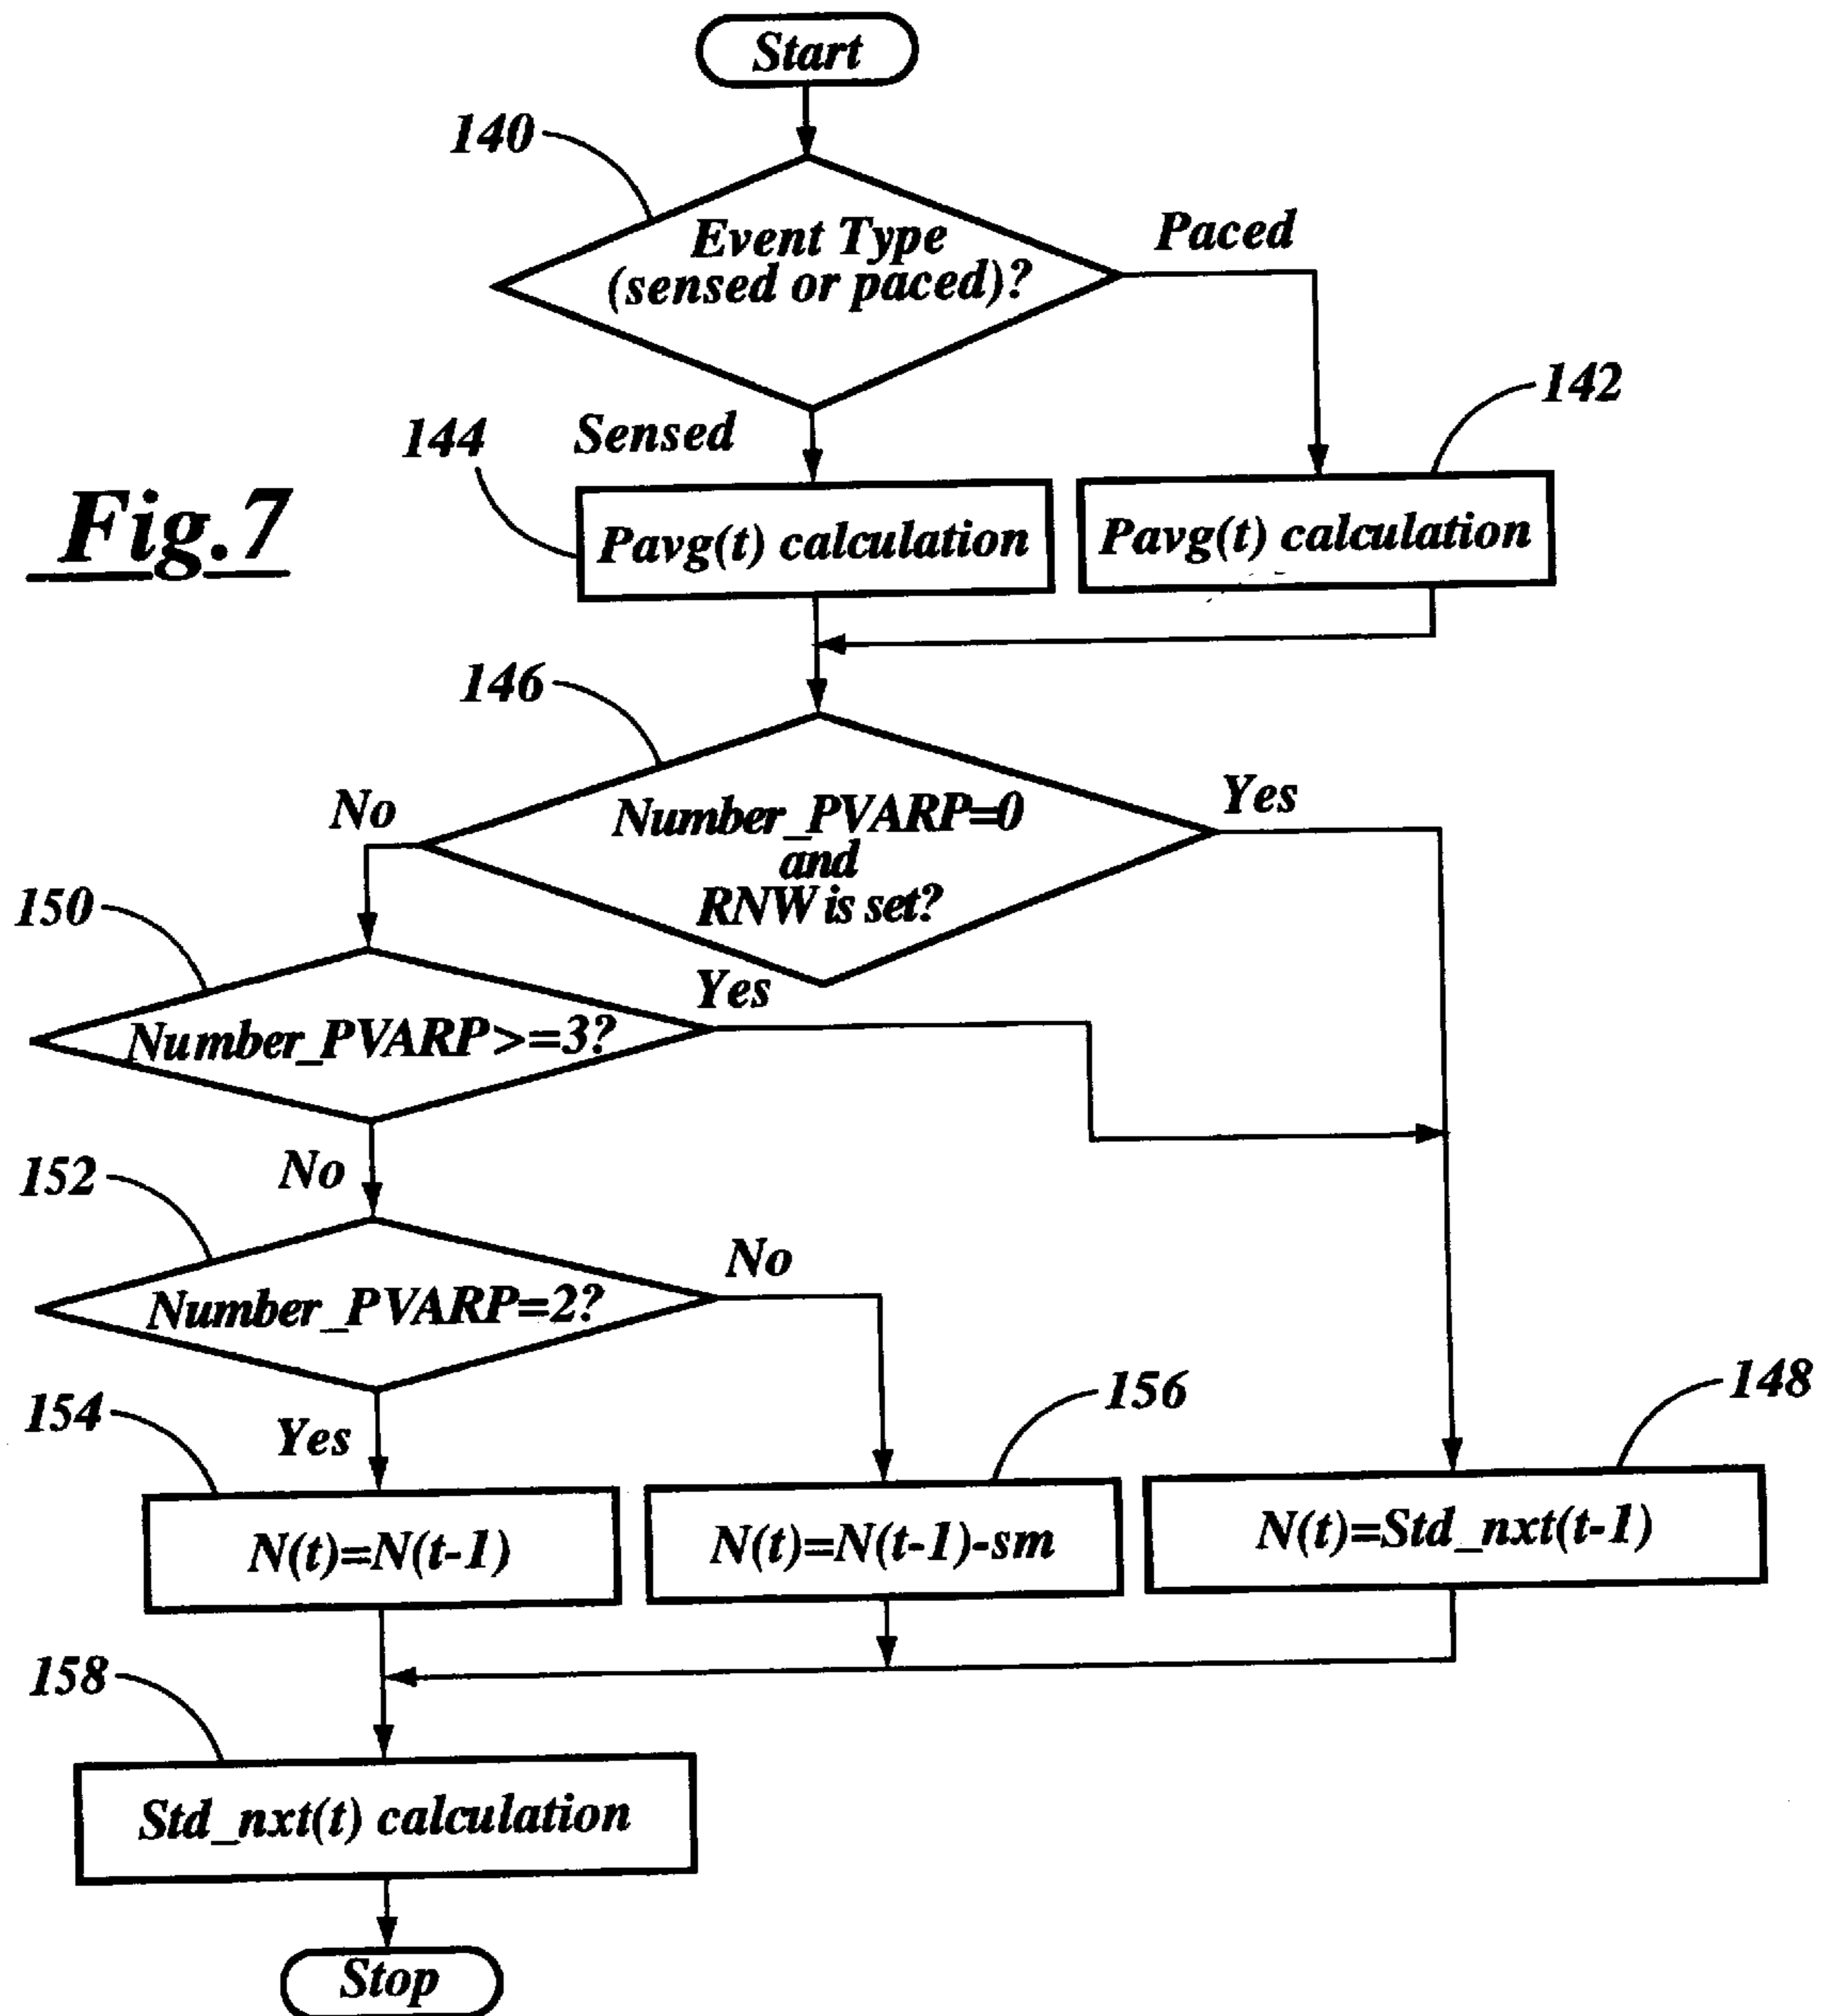 Start
140
Event Type
(sensed or paced)?
Paced
142
144
Sensed
Fig.7
Pavg(t) calculation
Pavg(t) calculation
146
No
Number_PVARP=0
and
RNW is set?
Yes
150
Yes
Number_PVARP>=3?
No
152
No
Number_PVARP=2?
154
Yes
156
148
N(t)=N(t-1)
N(t)=N(t-1)-sm
N(t)=Std_nxt(t-1)
158
Std_nxt(t) calculation
Stop